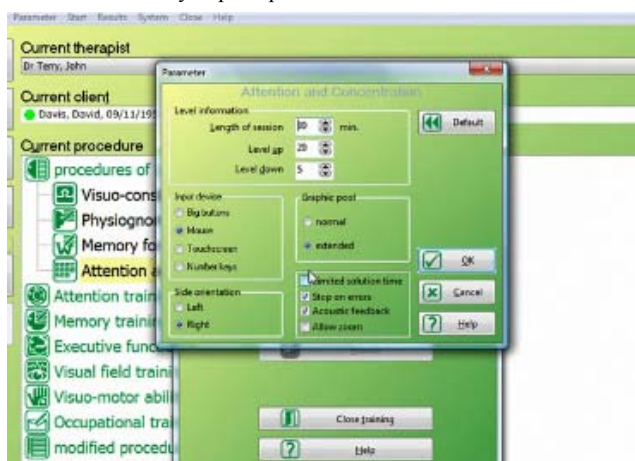 Parameter Start Results System Close Help
Current therapist
Dr Terry, John
Current client
Davis, David, 09/11/19
Current procedure
procedures of
Visuo-cons
Physiogno
Memory fo
Attention a
Attention train
Memory trainin
Executive func
Visual field traini
Visuo-motor abili
Occupational trai
modified procedu
Parameter
Attention and Concentration
Level information
Length of session
min.
Level up 20
Level down 5
Input device
Big buttons
Mouse
Touchscreen
Number keys
Side orientation
Left
Right
Graphic pool
normal
extended
Limited solution time
Stop on errors
Acoustic feedback
Allow zoom
Default
OK
Cancel
Help
Close training
Help